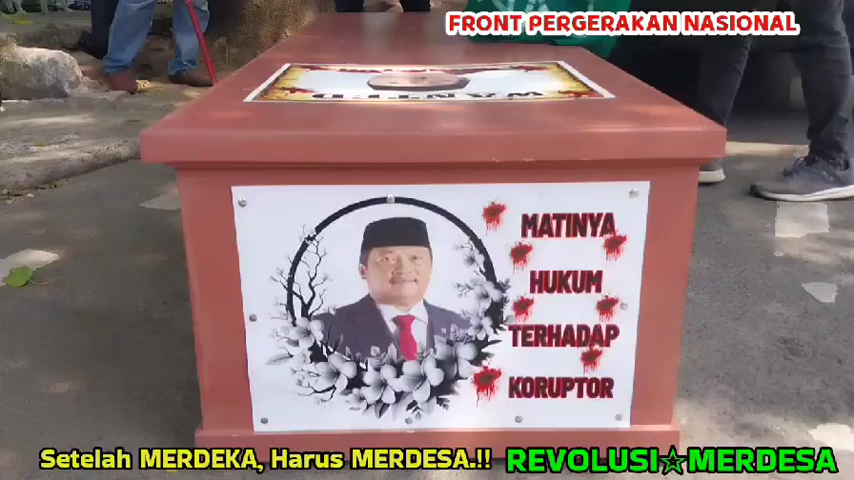 FRONT PERGERAKAN NASIONAL
MATINYA
HUKUM
TERHADAP
KORUPTOR
Setelah MERDEKA, Harus MERDESA.!! REVOLUSI☆MERDESA